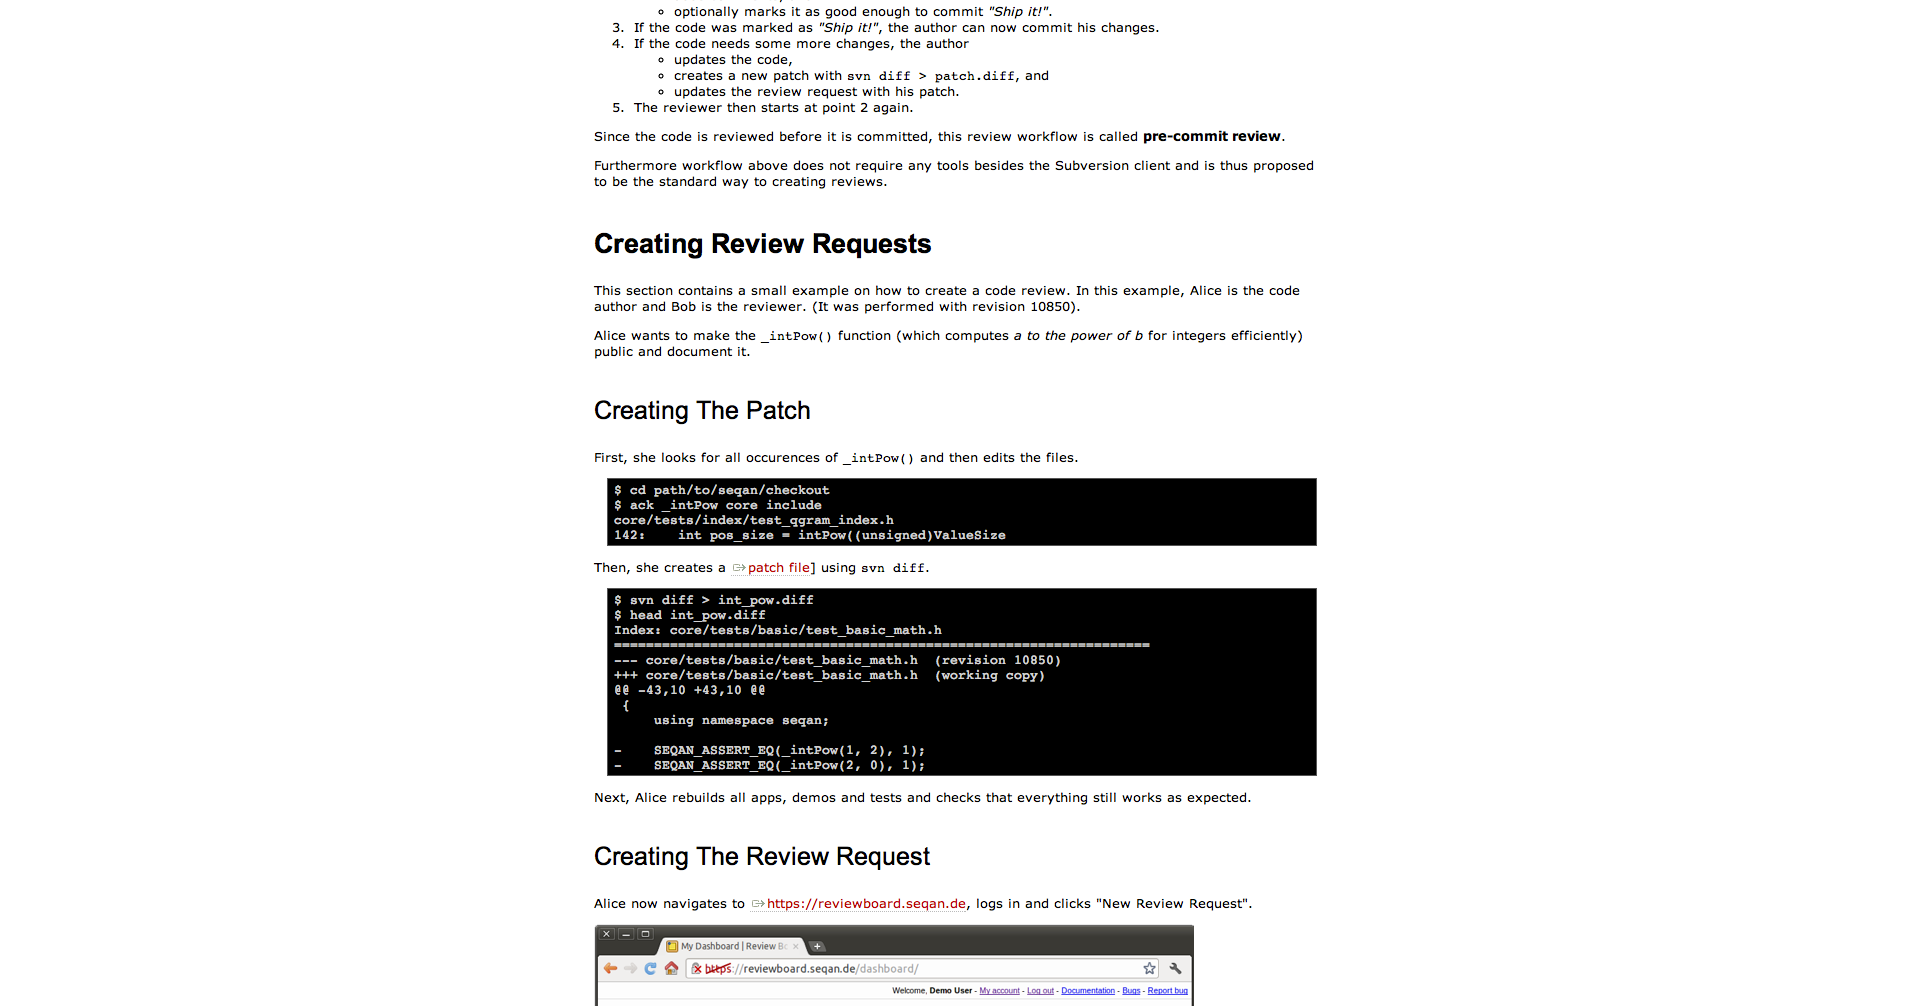 ◦ optionally marks it as good enough to commit "Ship it!".
3. If the code was marked as "Ship it!", the author can now commit his changes.
4. If the code needs some more changes, the author
◦ updates the code,
◦ creates a new patch with svn diff > patch.diff, and
◦ updates the review request with his patch.
5. The reviewer then starts at point 2 again.
Since the code is reviewed before it is committed, this review workflow is called pre-commit review.
Furthermore workflow above does not require any tools besides the Subversion client and is thus proposed
to be the standard way to creating reviews.
Creating Review Requests
This section contains a small example on how to create a code review. In this example, Alice is the code
author and Bob is the reviewer. (It was performed with revision 10850).
Alice wants to make the _intPow() function (which computes a to the power of b for integers efficiently)
public and document it.
Creating The Patch
First, she looks for all occurences of _intPow() and then edits the files.
$ cd path/to/seqan/checkout
$ ack _intPow core include
core/tests/index/test_qgram_index.h
142:    int pos_size = intPow((unsigned)ValueSize
Then, she creates a patch file] using svn diff.
$ svn diff > int_pow.diff
$ head int_pow.diff
Index: core/tests/basic/test_basic_math.h
===================================================================
--- core/tests/basic/test_basic_math.h  (revision 10850)
+++ core/tests/basic/test_basic_math.h  (working copy)
@@ -43,10 +43,10 @@
 {
     using namespace seqan;
-    SEQAN_ASSERT_EQ(_intPow(1, 2), 1);
-    SEQAN_ASSERT_EQ(_intPow(2, 0), 1);
Next, Alice rebuilds all apps, demos and tests and checks that everything still works as expected.
Creating The Review Request
Alice now navigates to https://reviewboard.seqan.de, logs in and clicks "New Review Request".
My Dashboard | Review Bo
https://reviewboard.seqan.de/dashboard/
Welcome, Demo User - My account - Log out - Documentation - Bugs - Report bug